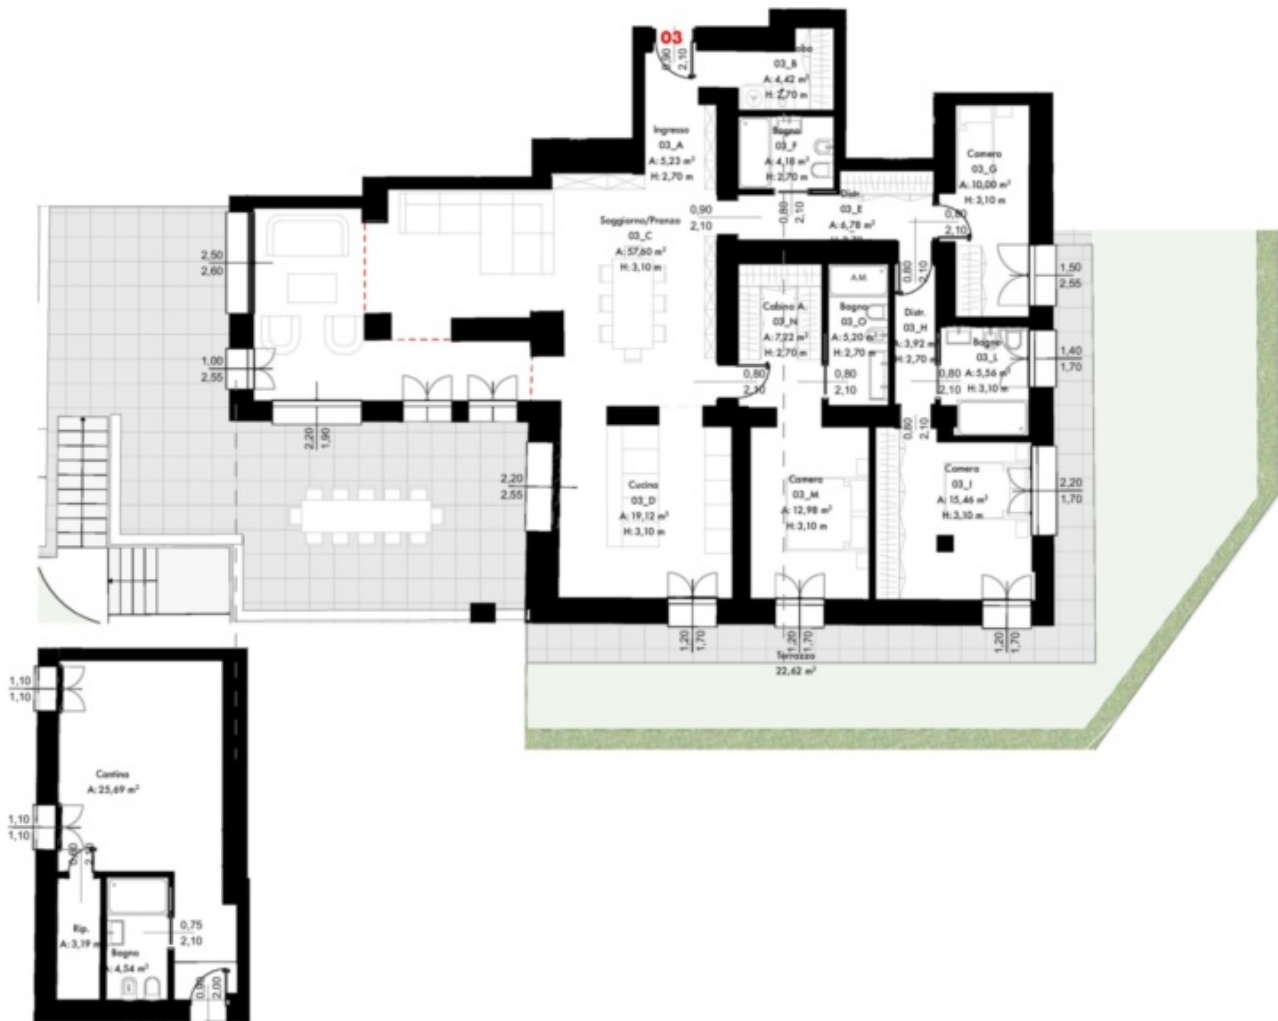 03
0,90
2,10
03_B
A: 4,42 m²
H: 2,70 m
Ingresso
03_A
A: 5,23 m²
H: 2,70 m
Bagno
03_F
A: 4,18 m²
H: 2,70 m
Camera
03_G
A: 10,00 m²
H: 3,10 m
Distr.
03_E
A: 6,78 m²
0,80
2,10
0,90
2,10
0,80
2,10
Soggiorno/Pranzo
03_C
A: 57,60 m²
H: 3,10 m
2,50
2,60
1,50
2,55
0,80
2,10
A.M.
Cabina A.
03_N
A: 7,22 m²
H: 2,70 m
Bagno
03_O
A: 5,20 m²
H: 2,70 m
Distr.
03_H
A: 3,92 m²
H: 2,70 m
Bagno
03_L
A: 5,56 m²
H: 3,10 m
1,40
1,70
1,00
2,55
0,80
2,10
0,80
2,10
0,80
2,10
0,80
2,10
2,20
1,90
2,20
2,55
Cucina
03_D
A: 19,12 m²
H: 3,10 m
Camera
03_M
A: 12,98 m²
H: 3,10 m
Camera
03_I
A: 15,46 m²
H: 3,10 m
2,20
1,70
1,20
1,70
1,20
1,70
1,20
1,70
Terrazzo
22,62 m²
1,10
1,10
Cantina
A: 25,69 m²
1,10
1,10
2,10
Rip.
A: 3,19 m
0,75
2,10
Bagno
A: 4,54 m²
0,90
2,00